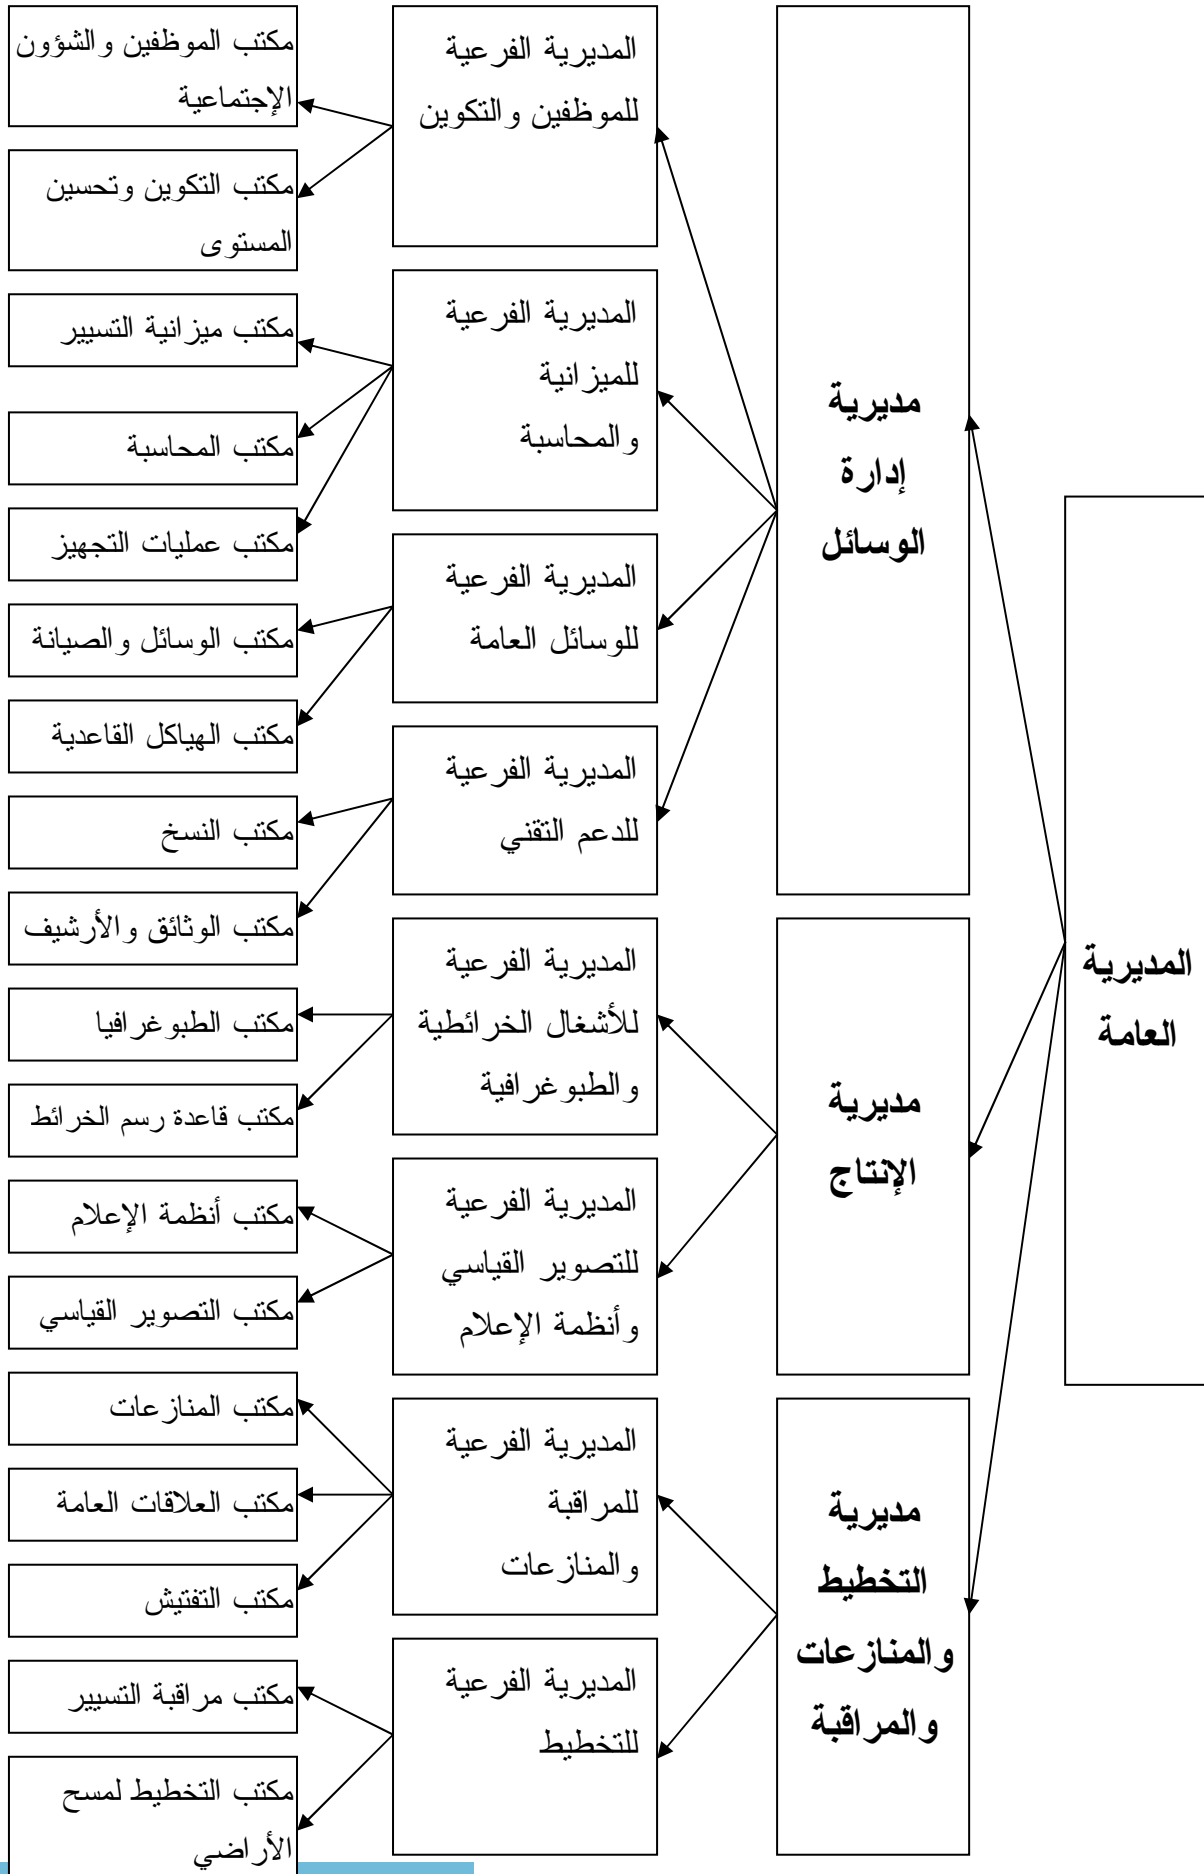 المديرية
العامة
مديرية
إدارة
الوسائل
المديرية الفرعية
للموظفين والتكوين
مكتب الموظفين والشؤون
الإجتماعية
مكتب التكوين وتحسين
المستوى
المديرية الفرعية
للميزانية
والمحاسبة
مكتب ميزانية التسيير
مكتب المحاسبة
مكتب عمليات التجهيز
المديرية الفرعية
للوسائل العامة
مكتب الوسائل والصيانة
مكتب الهياكل القاعدية
المديرية الفرعية
للدعم التقني
مكتب النسخ
مكتب الوثائق والأرشيف
مديرية
الإنتاج
المديرية الفرعية
للأشغال الخرائطية
والطبوغرافية
مكتب الطبوغرافيا
مكتب قاعدة رسم الخرائط
المديرية الفرعية
للتصوير القياسي
وأنظمة الإعلام
مكتب أنظمة الإعلام
مكتب التصوير القياسي
مديرية
التخطيط
والمنازعات
والمراقبة
المديرية الفرعية
للمراقبة
والمنازعات
مكتب المنازعات
مكتب العلاقات العامة
مكتب التفتيش
المديرية الفرعية
للتخطيط
مكتب مراقبة التسيير
مكتب التخطيط لمسح
الأراضي